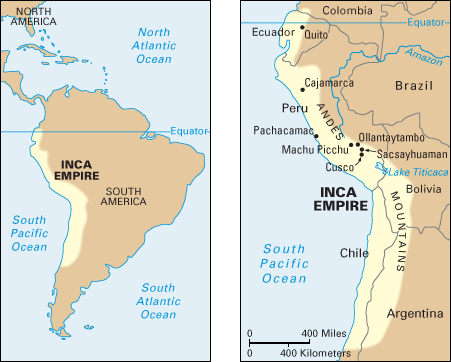 NORTH
AMERICA
North
Atlantic
Ocean
Equator
INCA
EMPIRE
SOUTH
AMERICA
South
Pacific
Ocean
South
Atlantic
Ocean
Colombia
Equator
Ecuador
Quito
Amazon
Cajamarca
Brazil
Peru
ANDES
Pachacamac
Ollantaytambo
Machu Picchu
Sacsayhuaman
Cusco
Lake Titicaca
INCA
EMPIRE
Bolivia
MOUNTAINS
South
Pacific
Ocean
Chile
Argentina
0 400 Miles
0 400 Kilometers